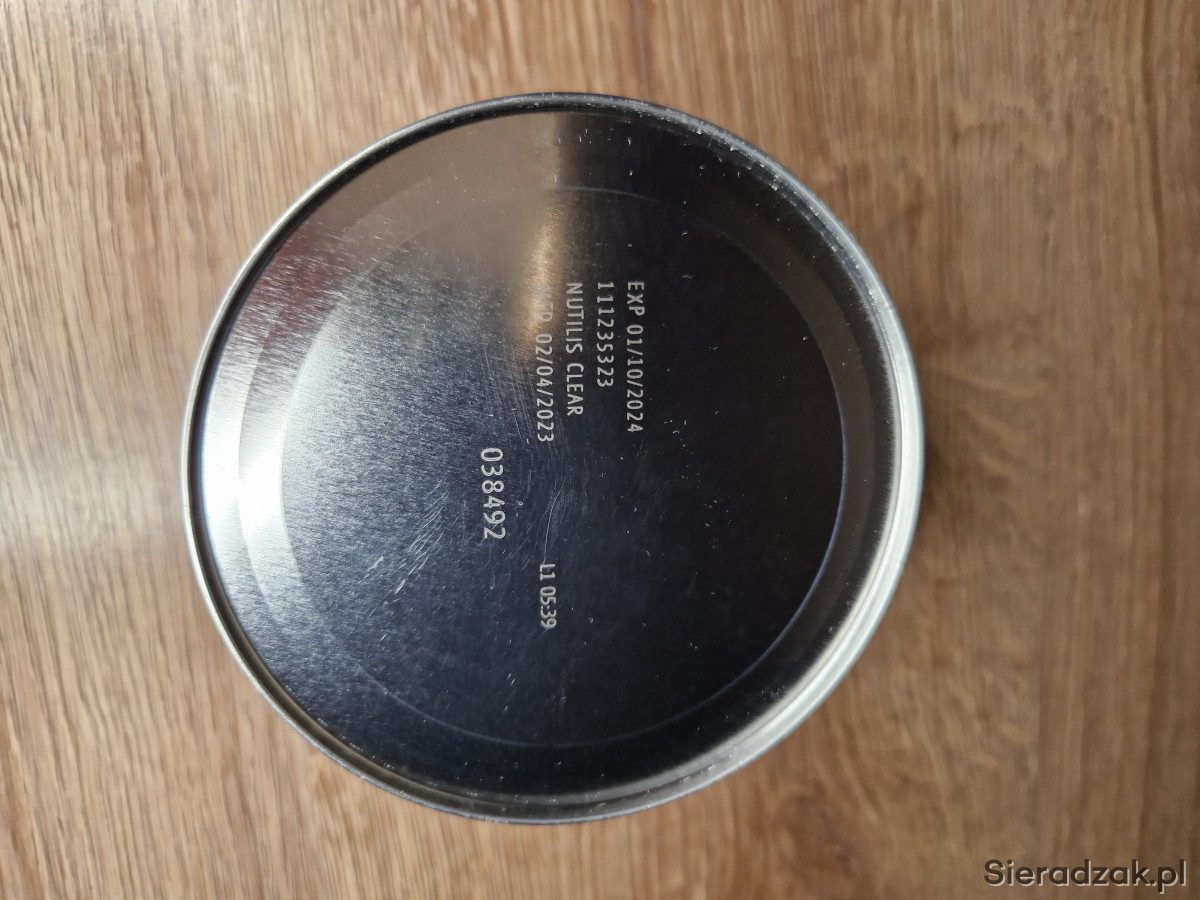 EXP 01/10/2024
111235323
NUTILIS CLEAR
02/04/2023
038492
L1 05:39
Sieradzak.pl